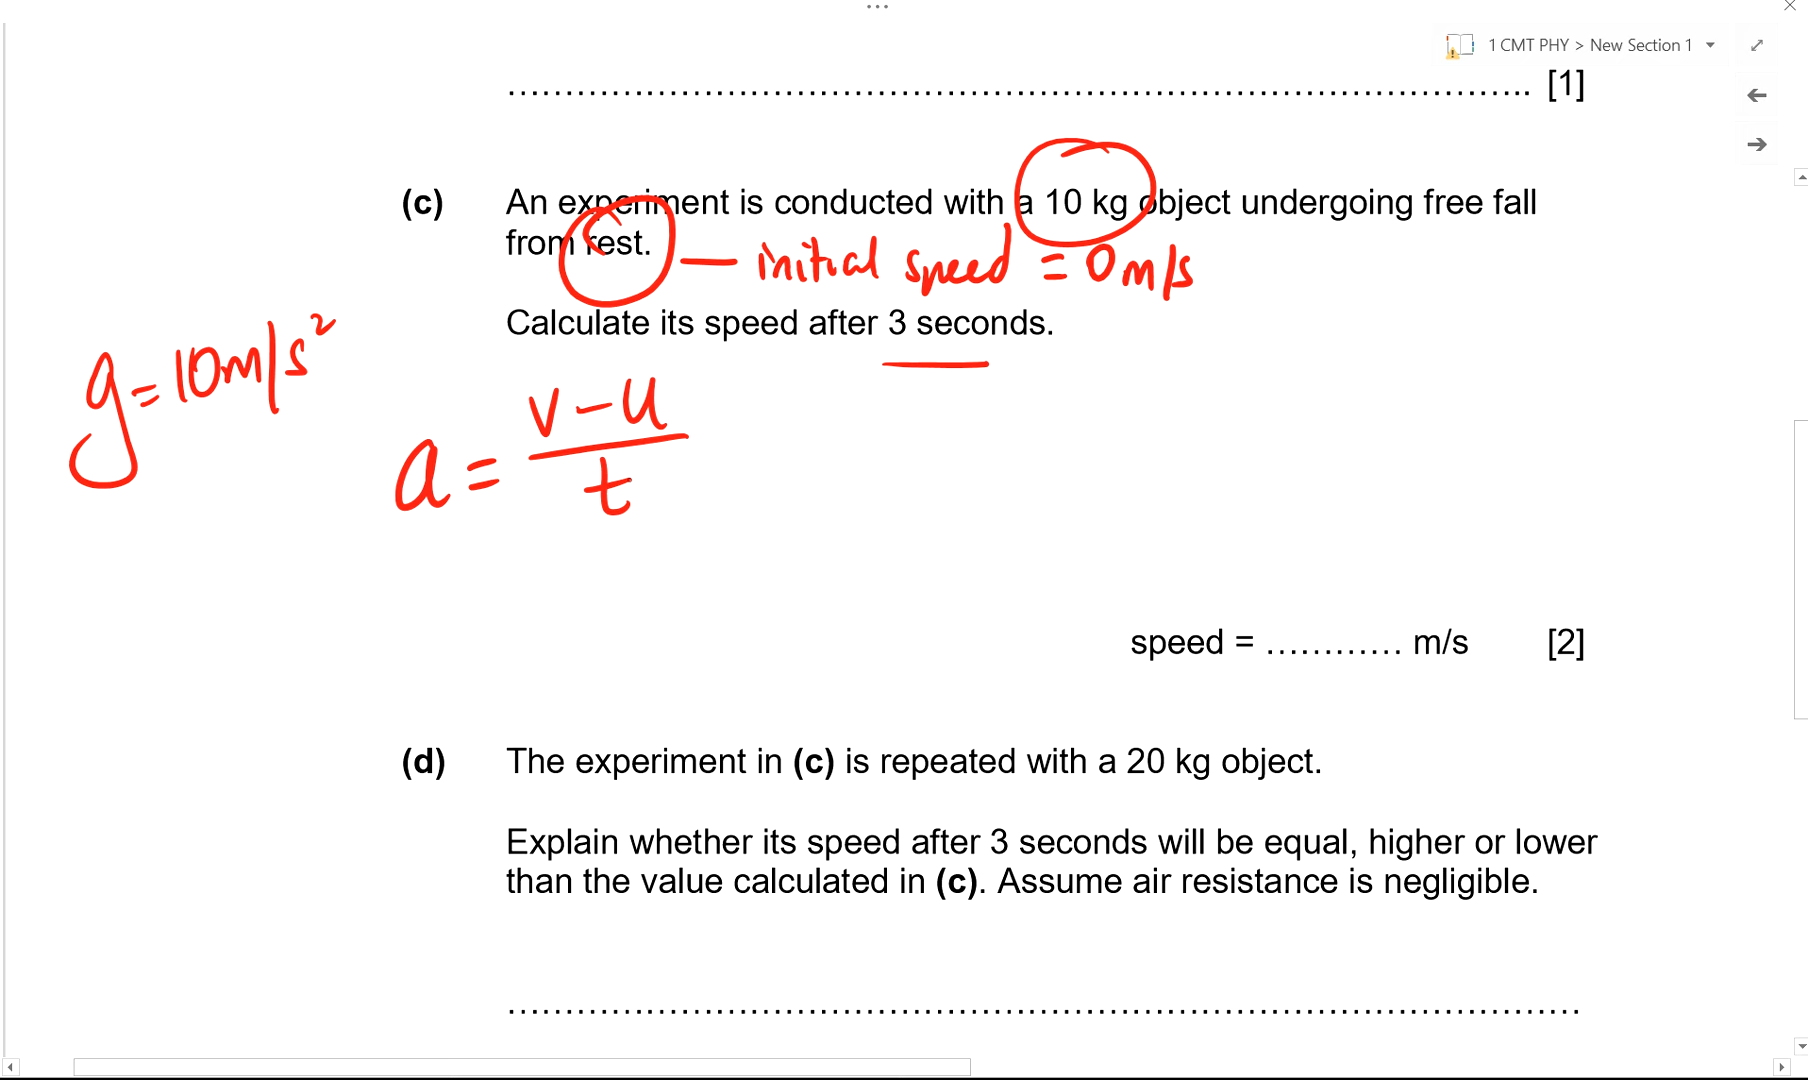 1 CMT PHY > New Section 1
.......................................................................................... [1]
(c) An experiment is conducted with a 10 kg object undergoing free fall
from rest. — initial speed = 0 m/s
Calculate its speed after 3 seconds.
g = 10 m/s²
a = v - u / t
speed = ............ m/s [2]
(d) The experiment in (c) is repeated with a 20 kg object.
Explain whether its speed after 3 seconds will be equal, higher or lower
than the value calculated in (c). Assume air resistance is negligible.
..............................................................................................